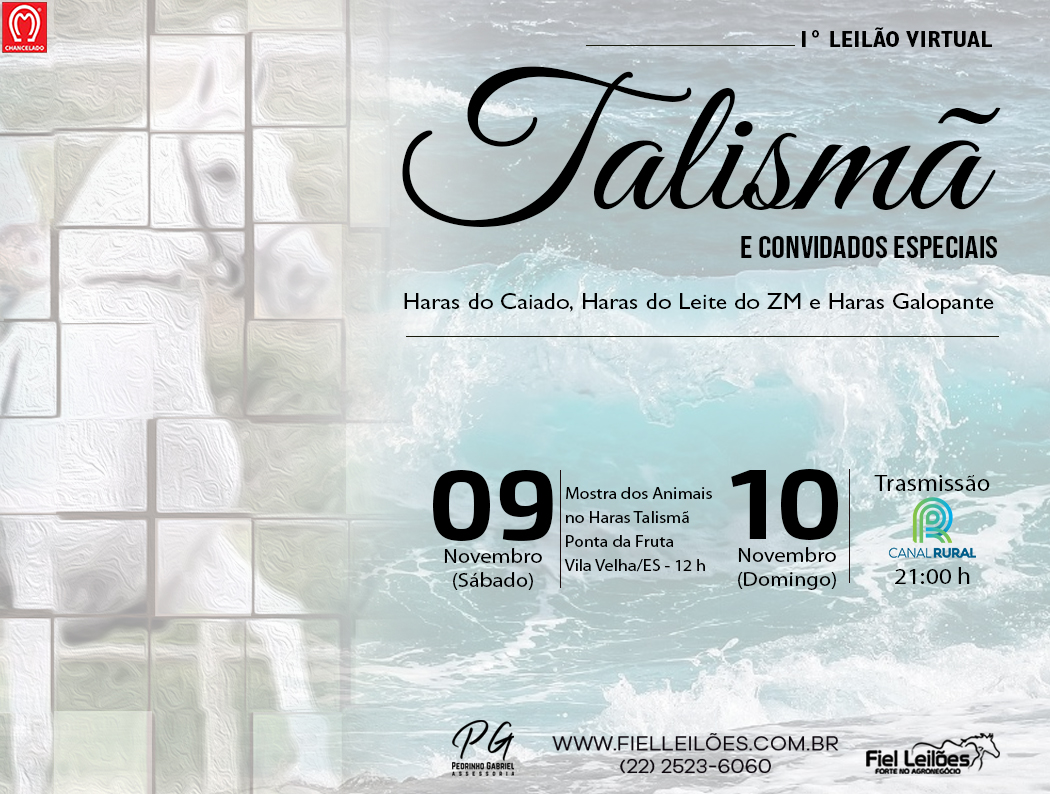 CHANCELADO
1º LEILÃO VIRTUAL
Talismã
E CONVIDADOS ESPECIAIS
Haras do Caiado, Haras do Leite do ZM e Haras Galopante
09
Novembro
(Sábado)
Mostra dos Animais
no Haras Talismã
Ponta da Fruta
Vila Velha/ES - 12 h
10
Novembro
(Domingo)
Trasmissão
CANAL RURAL
21:00 h
PG
PEDRINHO GABRIEL
ASSESSORIA
WWW.FIELLEILÕES.COM.BR
(22) 2523-6060
Fiel Leilões
FORTE NO AGRONEGÓCIO